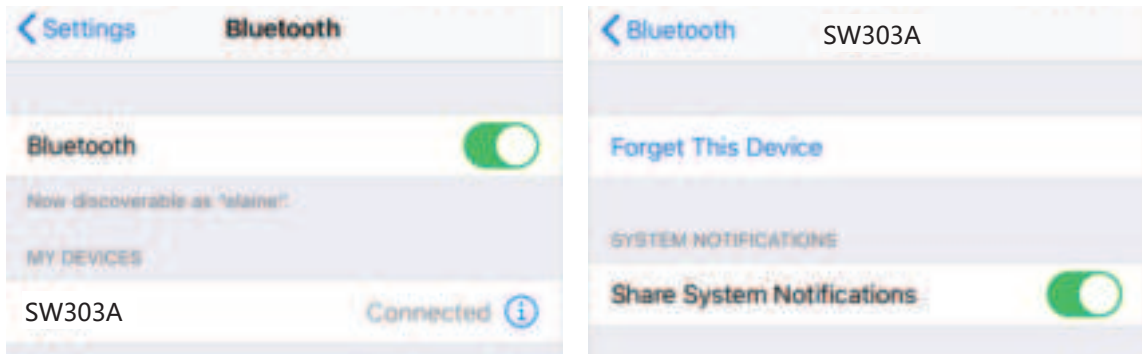 Settings Bluetooth
Bluetooth
Now discoverable as "elaine".
MY DEVICES
SW303A Connected
Bluetooth SW303A
Forget This Device
SYSTEM NOTIFICATIONS
Share System Notifications